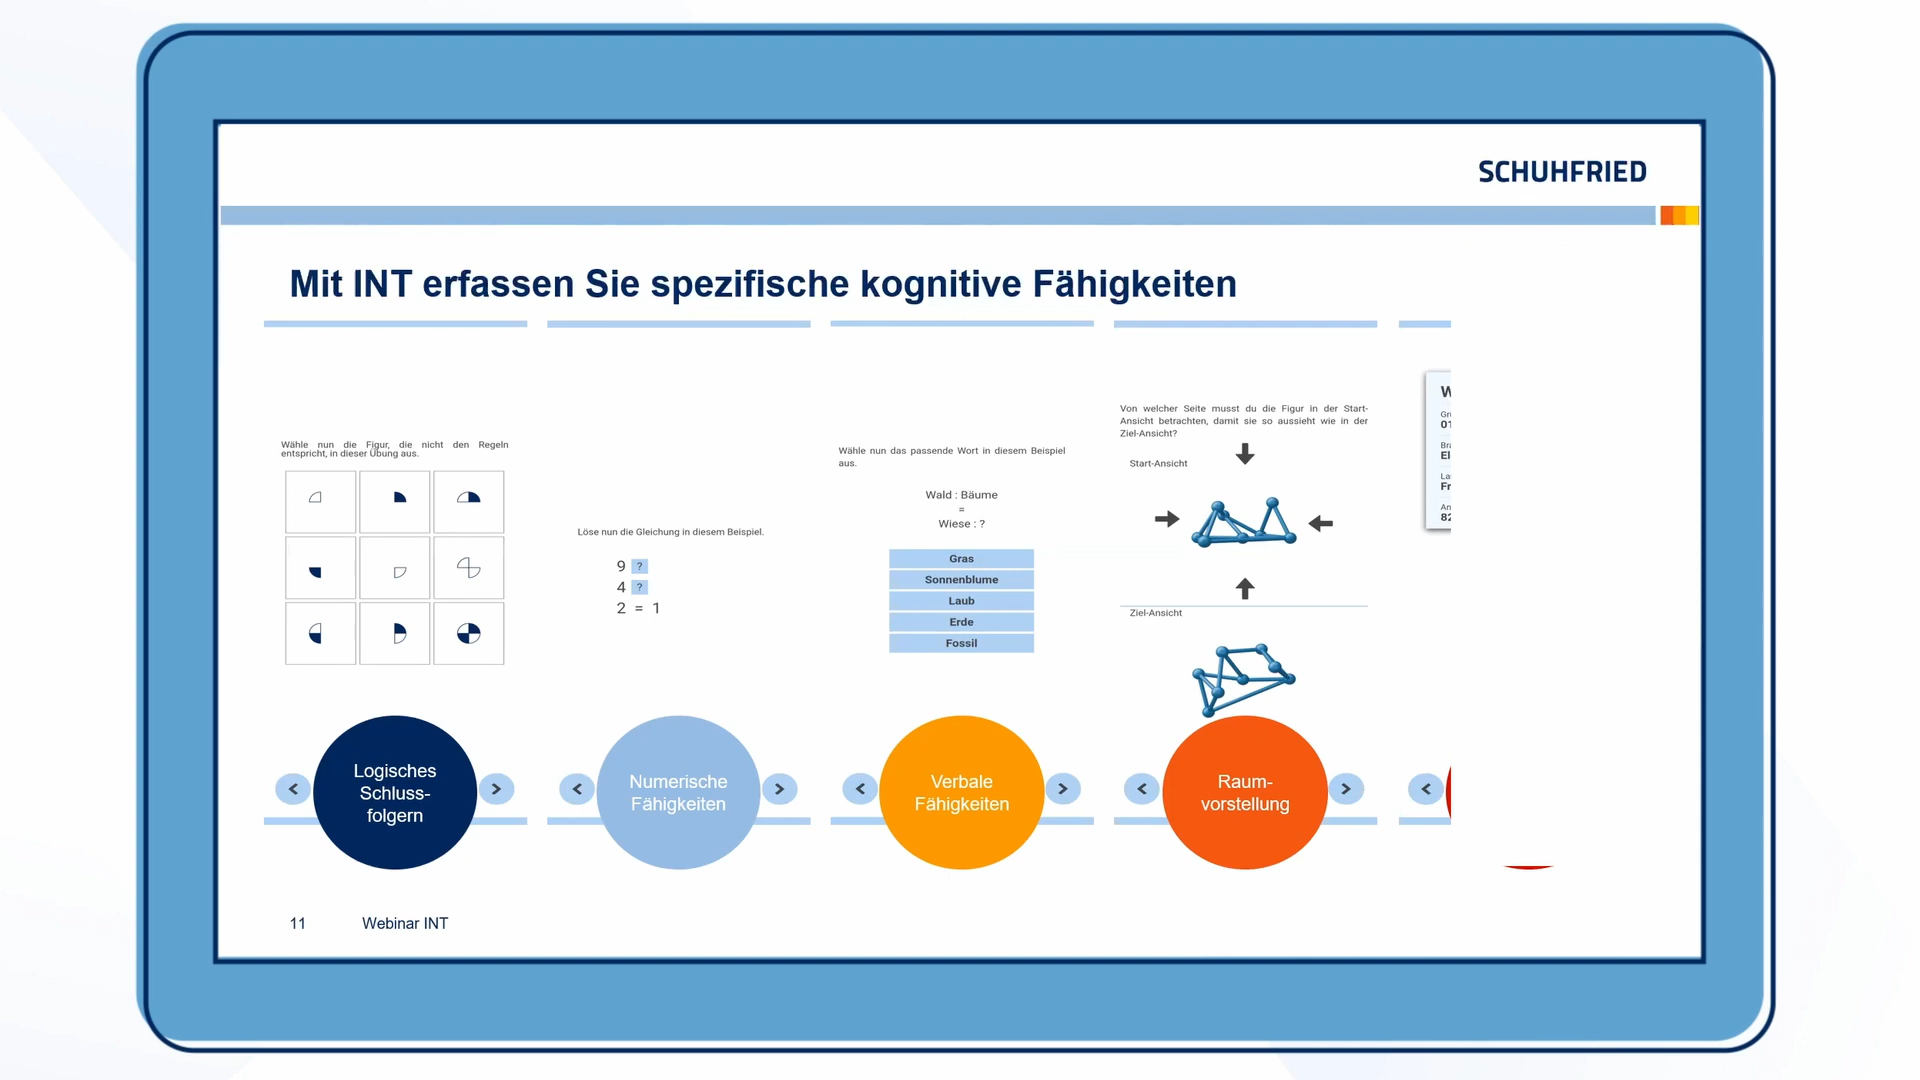 SCHUHFRIED
Mit INT erfassen Sie spezifische kognitive Fähigkeiten
Wähle nun die Figur, die nicht den Regeln
entspricht, in dieser Übung aus.
Löse nun die Gleichung in diesem Beispiel.
9 ?
4 ?
2 = 1
Wähle nun das passende Wort in diesem Beispiel
aus.
Wald : Bäume
=
Wiese : ?
Gras
Sonnenblume
Laub
Erde
Fossil
Von welcher Seite musst du die Figur in der Start-
Ansicht betrachten, damit sie so aussieht wie in der
Ziel-Ansicht?
Start-Ansicht
Ziel-Ansicht
Logisches
Schluss-
folgern
Numerische
Fähigkeiten
Verbale
Fähigkeiten
Raum-
vorstellung
11 Webinar INT